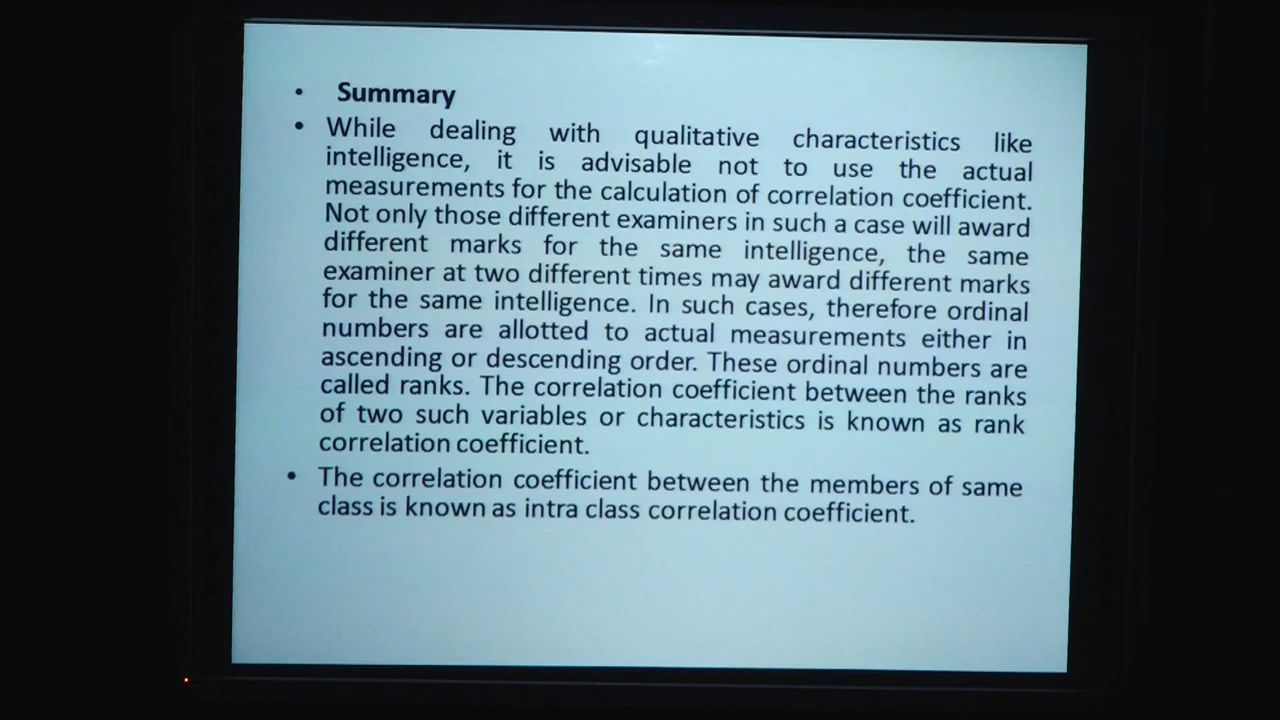 • Summary
• While dealing with qualitative characteristics like
intelligence, it is advisable not to use the actual
measurements for the calculation of correlation coefficient.
Not only those different examiners in such a case will award
different marks for the same intelligence, the same
examiner at two different times may award different marks
for the same intelligence. In such cases, therefore ordinal
numbers are allotted to actual measurements either in
ascending or descending order. These ordinal numbers are
called ranks. The correlation coefficient between the ranks
of two such variables or characteristics is known as rank
correlation coefficient.
• The correlation coefficient between the members of same
class is known as intra class correlation coefficient.